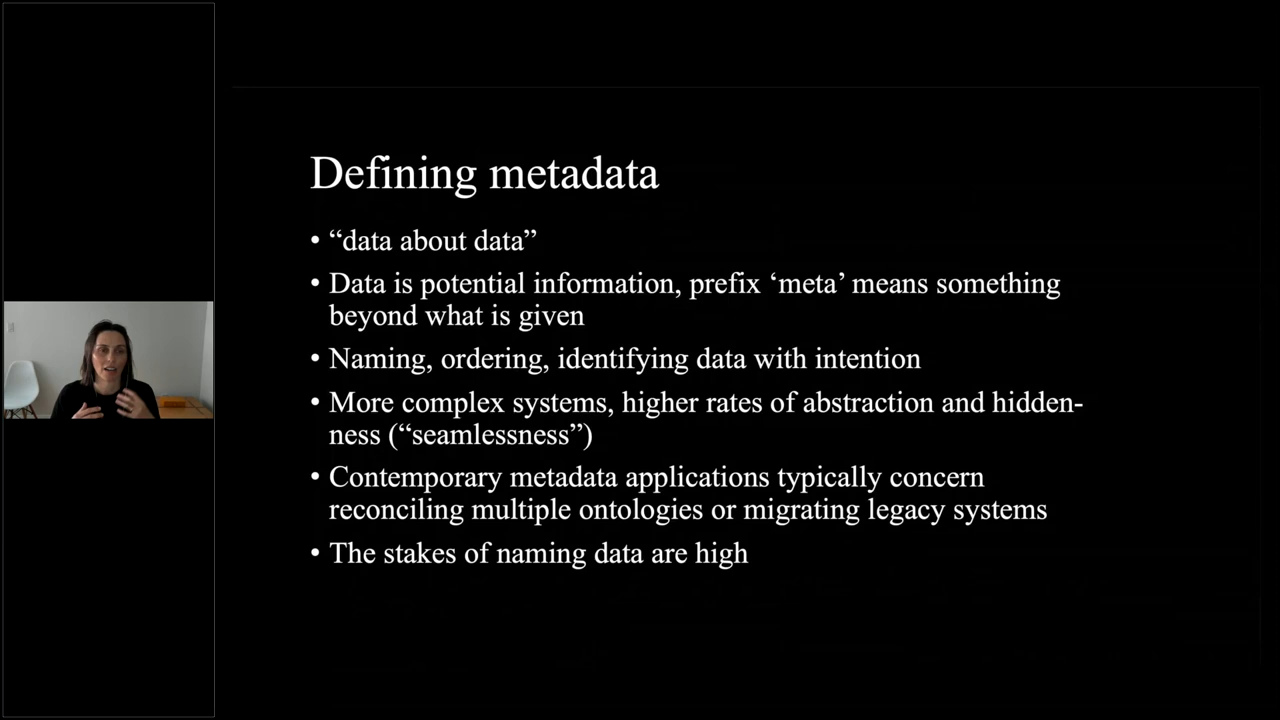 Defining metadata
• “data about data”
• Data is potential information, prefix ‘meta’ means something
beyond what is given
• Naming, ordering, identifying data with intention
• More complex systems, higher rates of abstraction and hidden-
ness (“seamlessness”)
• Contemporary metadata applications typically concern
reconciling multiple ontologies or migrating legacy systems
• The stakes of naming data are high